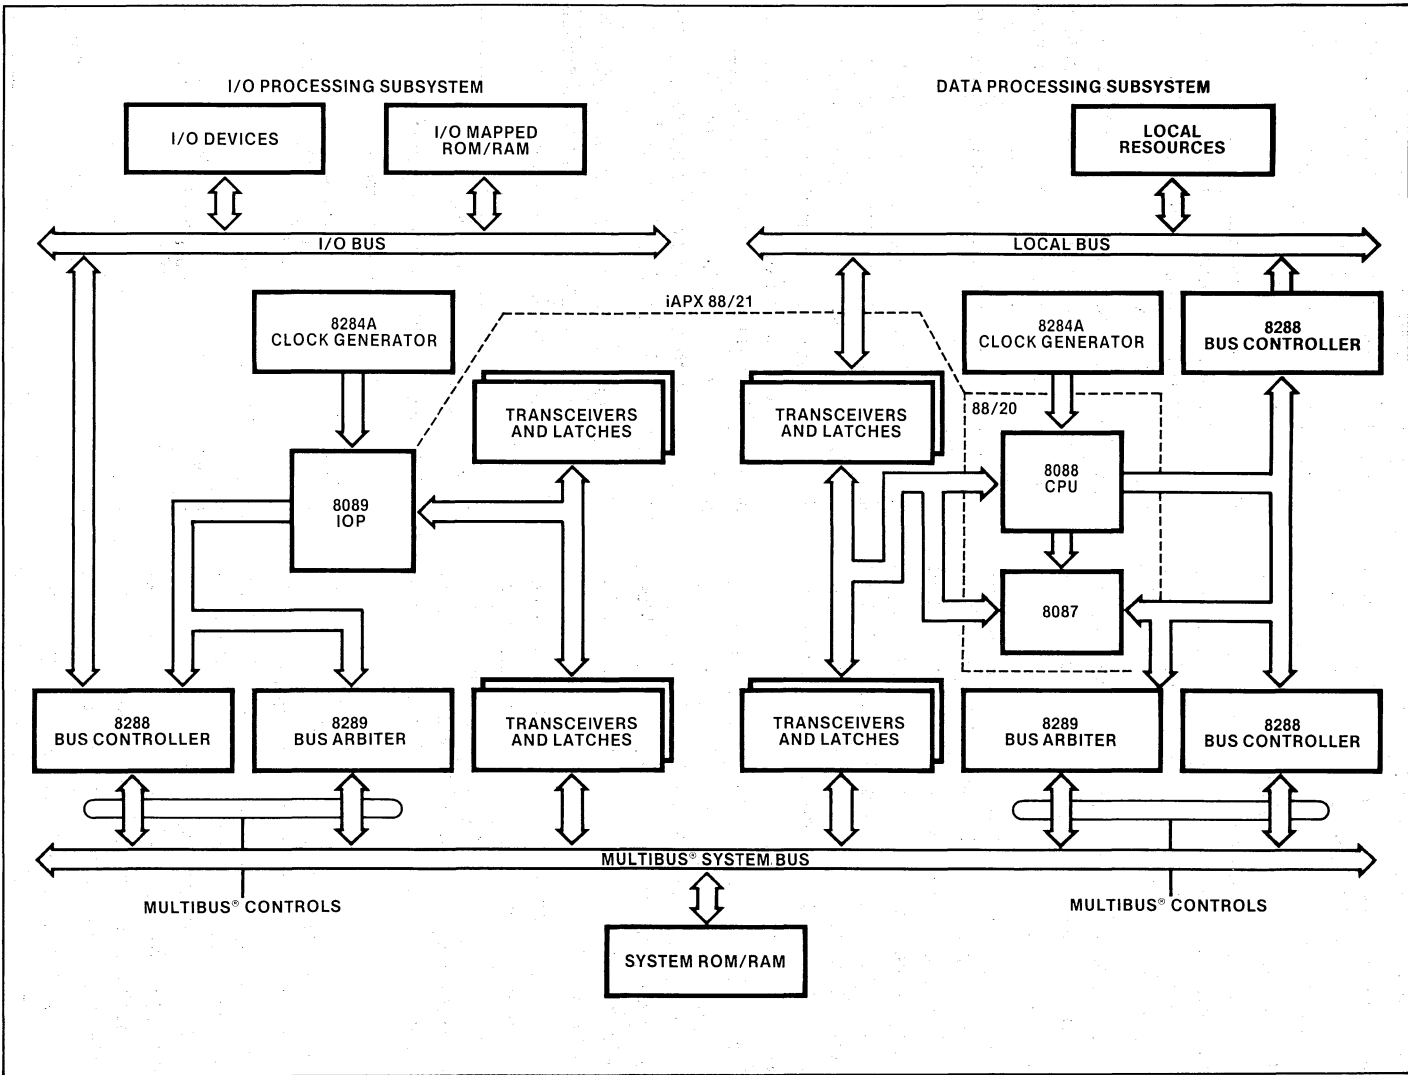 I/O PROCESSING SUBSYSTEM
DATA PROCESSING SUBSYSTEM
I/O DEVICES
I/O MAPPED
ROM/RAM
LOCAL
RESOURCES
I/O BUS
LOCAL BUS
iAPX 88/21
8284A
CLOCK GENERATOR
8284A
CLOCK GENERATOR
8288
BUS CONTROLLER
TRANSCEIVERS
AND LATCHES
TRANSCEIVERS
AND LATCHES
88/20
8089
IOP
8088
CPU
8087
8288
BUS CONTROLLER
8289
BUS ARBITER
TRANSCEIVERS
AND LATCHES
TRANSCEIVERS
AND LATCHES
8289
BUS ARBITER
8288
BUS CONTROLLER
MULTIBUS® SYSTEM BUS
MULTIBUS® CONTROLS
MULTIBUS® CONTROLS
SYSTEM ROM/RAM